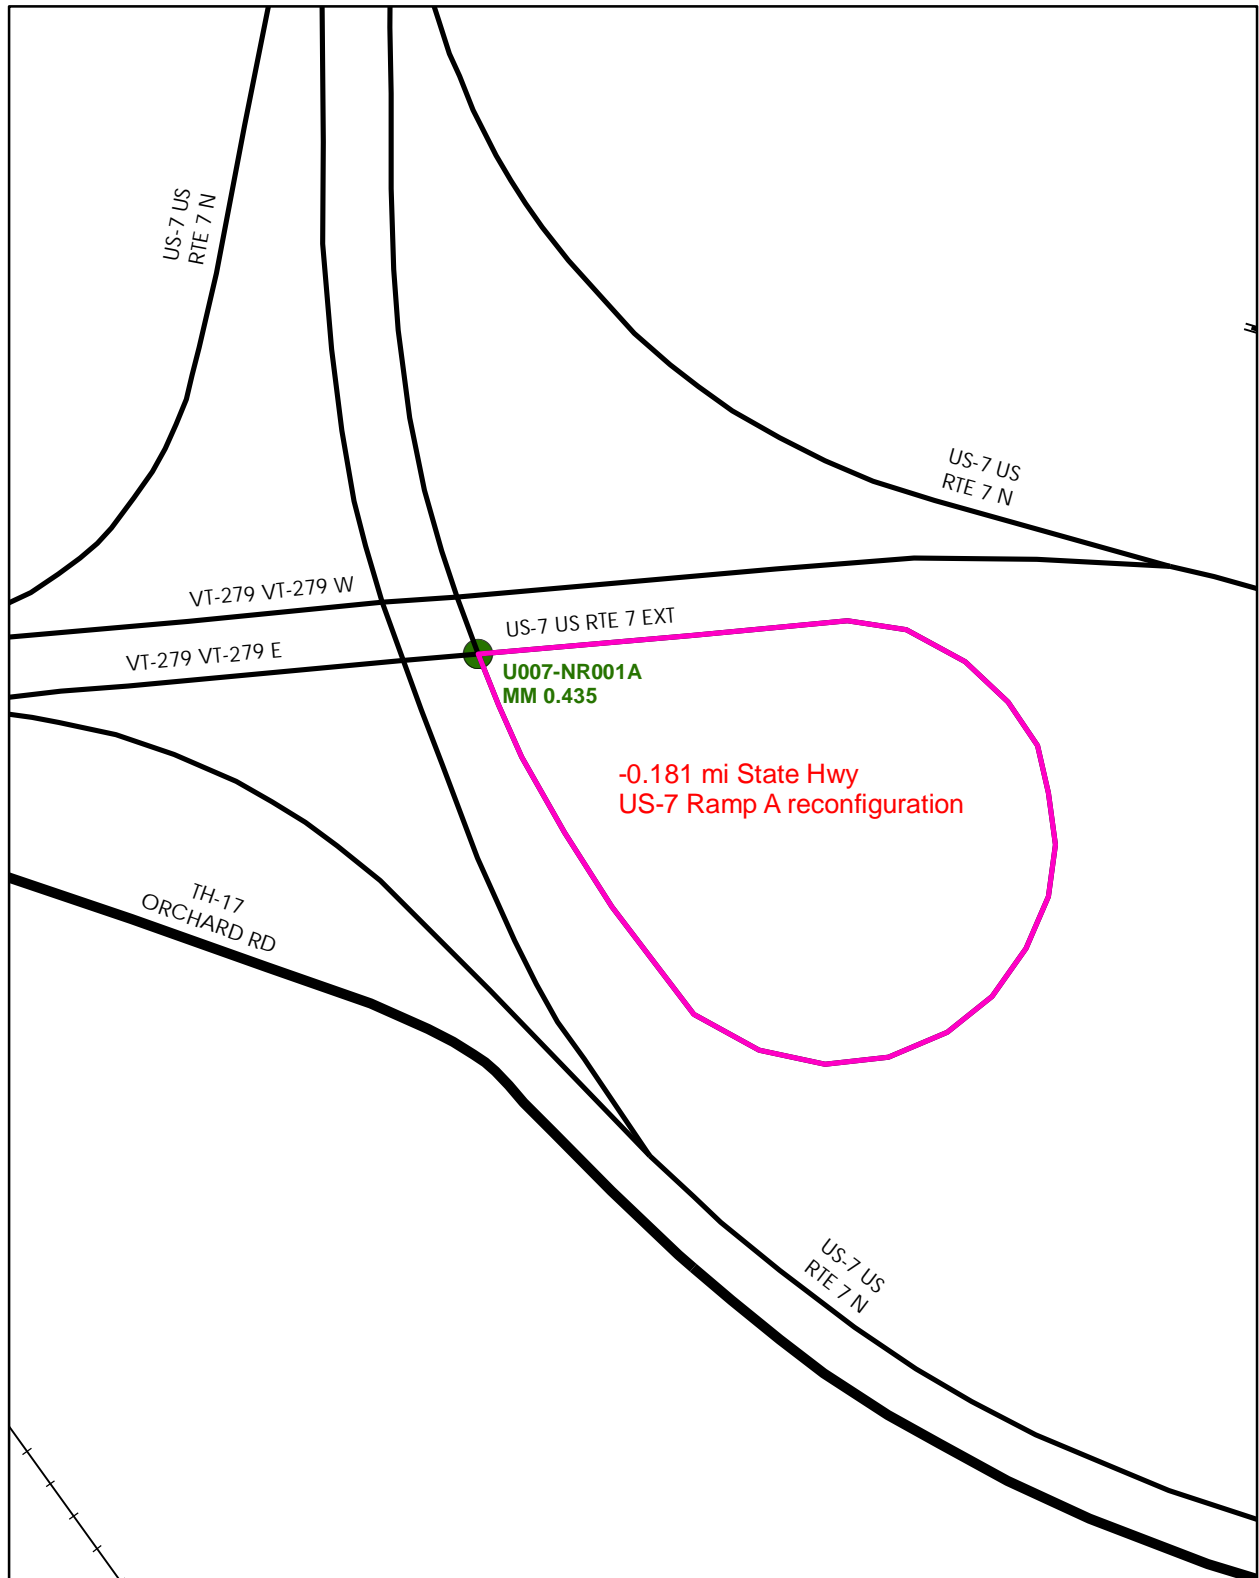 US-7 US
RTE 7 N
US-7 US
RTE 7 N
VT-279 VT-279 W
US-7 US RTE 7 EXT
VT-279 VT-279 E
U007-NR001A
MM 0.435
-0.181 mi State Hwy
US-7 Ramp A reconfiguration
TH-17
ORCHARD RD
US-7 US
RTE 7 N